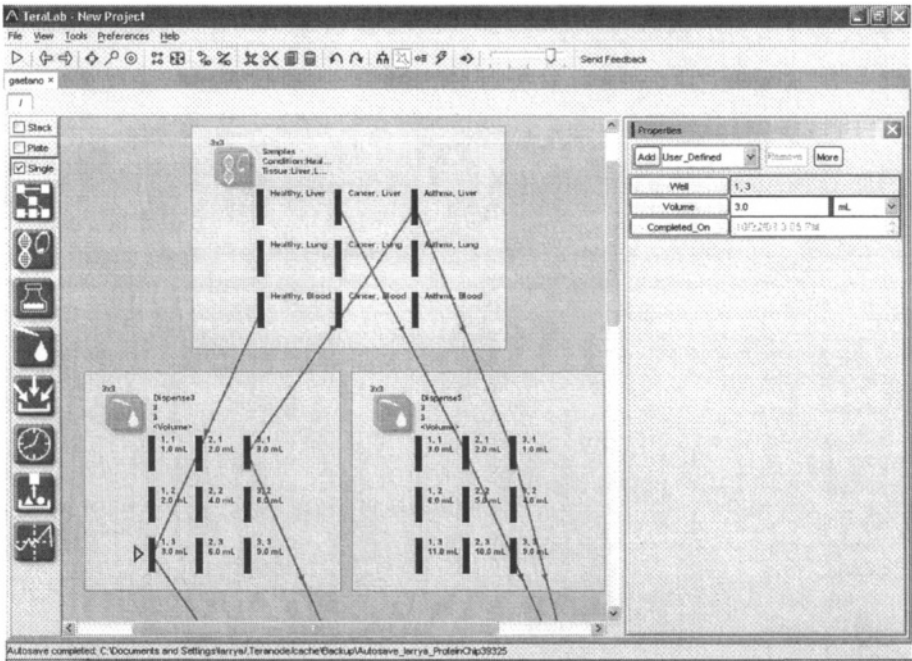 TeraLab - New Project
File View Tools Preferences Help
Send Feedback
gaetano ×
/
Stack
Plate
Single
3x3
Samples
Condition:Heal...
Tissue:Liver,L...
Healthy, Liver Cancer, Liver Asthma, Liver
Healthy, Lung Cancer, Lung Asthma, Lung
Healthy, Blood Cancer, Blood Asthma, Blood
3x3
Dispense3
3
3
<Volume>
1, 1 2, 1 3, 1
1.0 mL 2.0 mL
1, 2 2, 2 3, 2
2.0 mL 4.0 mL 6.0 mL
1, 3 2, 3 3, 3
3.0 mL 6.0 mL 9.0 mL
3x3
Dispense5
3
3
<Volume>
1, 1 2, 1 3, 1
2.0 mL 1.0 mL
1, 2 2, 2 3, 2
6.0 mL 5.0 mL 4.0 mL
1, 3 2, 3 3, 3
11.0 mL 10.0 mL 9.0 mL
Properties
Add User_Defined Remove More
Well 1, 3
Volume 3.0 mL
Completed_On
Autosave completed: C:\Documents and Settings\larrya/.Teranode\cache\Backup\Autosave_larrya_ProteinChip39325